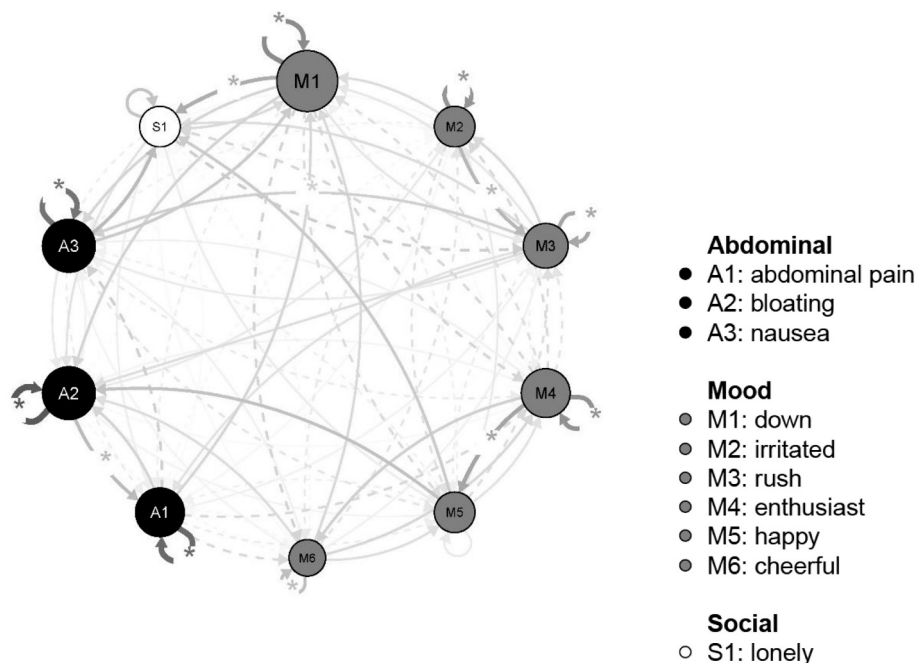 *
M1
*
*
M2
S1
*
*
*
A3
M3
*
Abdominal
A1: abdominal pain
A2: bloating
A3: nausea
A2
*
M4
*
*
Mood
M1: down
M2: irritated
M3: rush
M4: enthusiast
M5: happy
M6: cheerful
*
A1
*
M5
M6
*
Social
S1: lonely